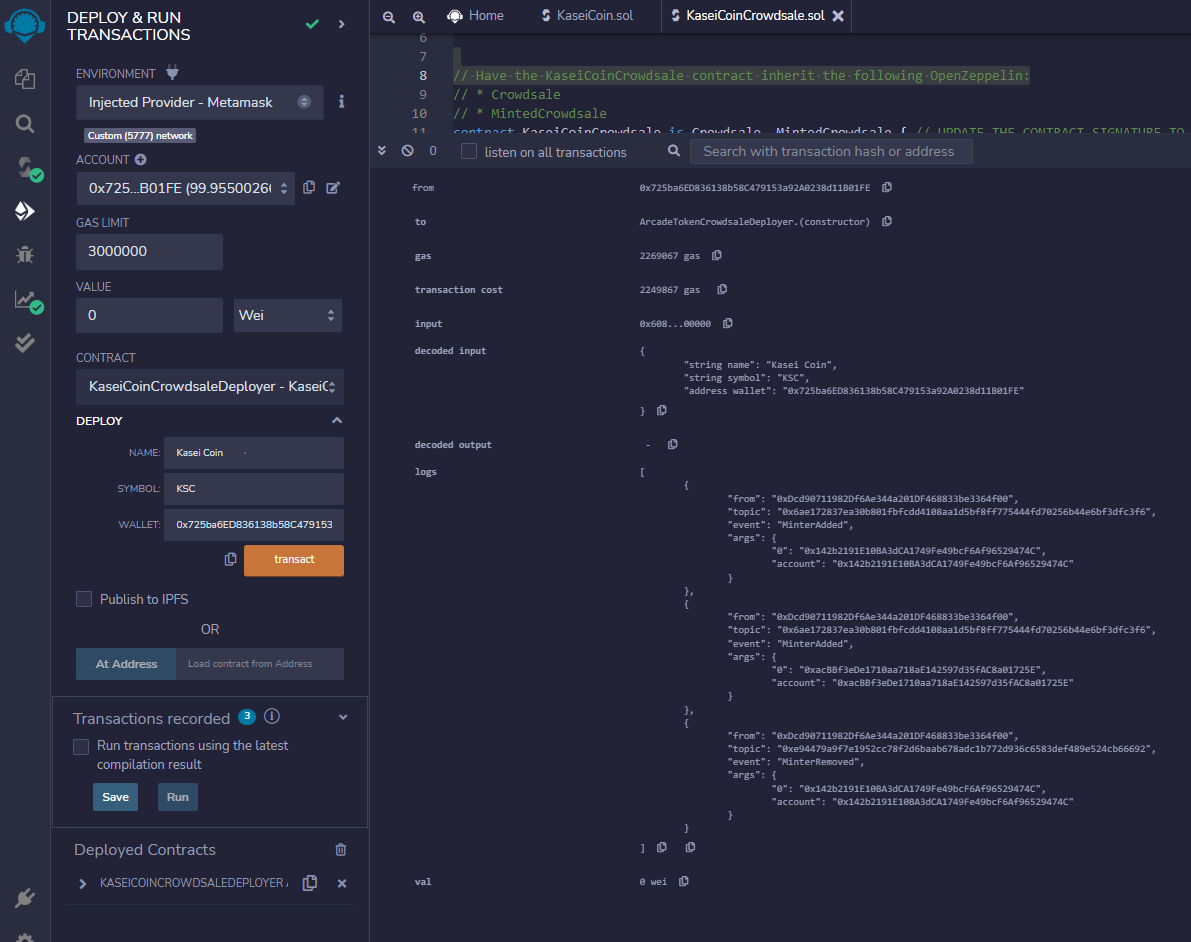 DEPLOY & RUN
TRANSACTIONS
ENVIRONMENT
Injected Provider - Metamask
Custom (5777) network
ACCOUNT
0x725...B01FE (99.9550026
GAS LIMIT
3000000
VALUE
0
Wei
CONTRACT
KaseiCoinCrowdsaleDeployer - KaseiC
DEPLOY
NAME:
Kasei Coin
SYMBOL:
KSC
WALLET:
0x725ba6ED836138b58C479153
transact
Publish to IPFS
OR
At Address
Load contract from Address
Transactions recorded 3
Run transactions using the latest
compilation result
Save
Run
Deployed Contracts
KASEICOINCROWDSALEDEPLOYER
Home
KaseiCoin.sol
KaseiCoinCrowdsale.sol
6
7
8 // Have the KaseiCoinCrowdsale contract inherit the following OpenZeppelin:
9 // * Crowdsale
10 // * MintedCrowdsale
11 contract KaseiCoinCrowdsale is Crowdsale, MintedCrowdsale { // UPDATE THE CONTRACT SIGNATURE TO
0
listen on all transactions
Search with transaction hash or address
from 0x725ba6ED836138b58C479153a92A0238d11B01FE
to ArcadeTokenCrowdsaleDeployer.(constructor)
gas 2269067 gas
transaction cost 2249867 gas
input 0x608...00000
decoded input {
"string name": "Kasei Coin",
"string symbol": "KSC",
"address wallet": "0x725ba6ED836138b58C479153a92A0238d11B01FE"
}
decoded output -
logs [
{
"from": "0xDcd90711982Df6Ae344a201DF468833be3364f00",
"topic": "0x6ae172837ea30b801fbfcdd4108aa1d5bf8ff775444fd70256b44e6bf3dfc3f6",
"event": "MinterAdded",
"args": {
"0": "0x142b2191E10BA3dCA1749Fe49bcF6Af96529474C",
"account": "0x142b2191E10BA3dCA1749Fe49bcF6Af96529474C"
}
},
{
"from": "0xDcd90711982Df6Ae344a201DF468833be3364f00",
"topic": "0x6ae172837ea30b801fbfcdd4108aa1d5bf8ff775444fd70256b44e6bf3dfc3f6",
"event": "MinterAdded",
"args": {
"0": "0xacBBf3eDe1710aa718aE142597d35fAC8a01725E",
"account": "0xacBBf3eDe1710aa718aE142597d35fAC8a01725E"
}
},
{
"from": "0xDcd90711982Df6Ae344a201DF468833be3364f00",
"topic": "0xe94479a9f7e1952cc78f2d6baab678adc1b772d936c6583def489e524cb66692",
"event": "MinterRemoved",
"args": {
"0": "0x142b2191E10BA3dCA1749Fe49bcF6Af96529474C",
"account": "0x142b2191E10BA3dCA1749Fe49bcF6Af96529474C"
}
}
]
val 0 wei